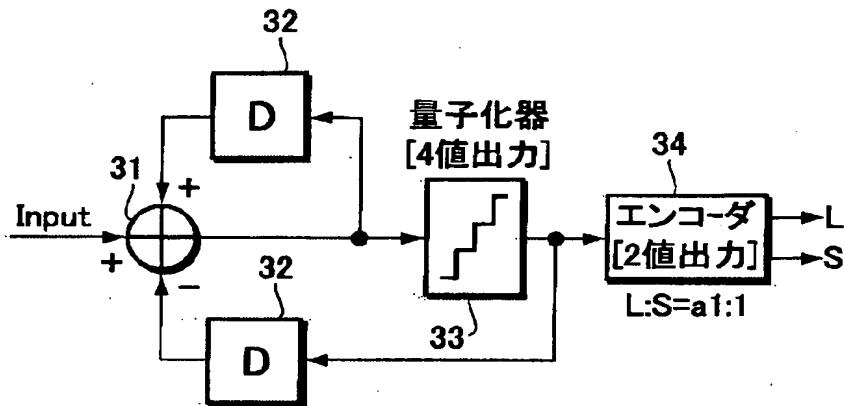 32
D
量子化器
[4値出力]
31
+
Input
+
-
34
エンコーダ
[2値出力]
L
S
L:S=a1:1
32
33
D